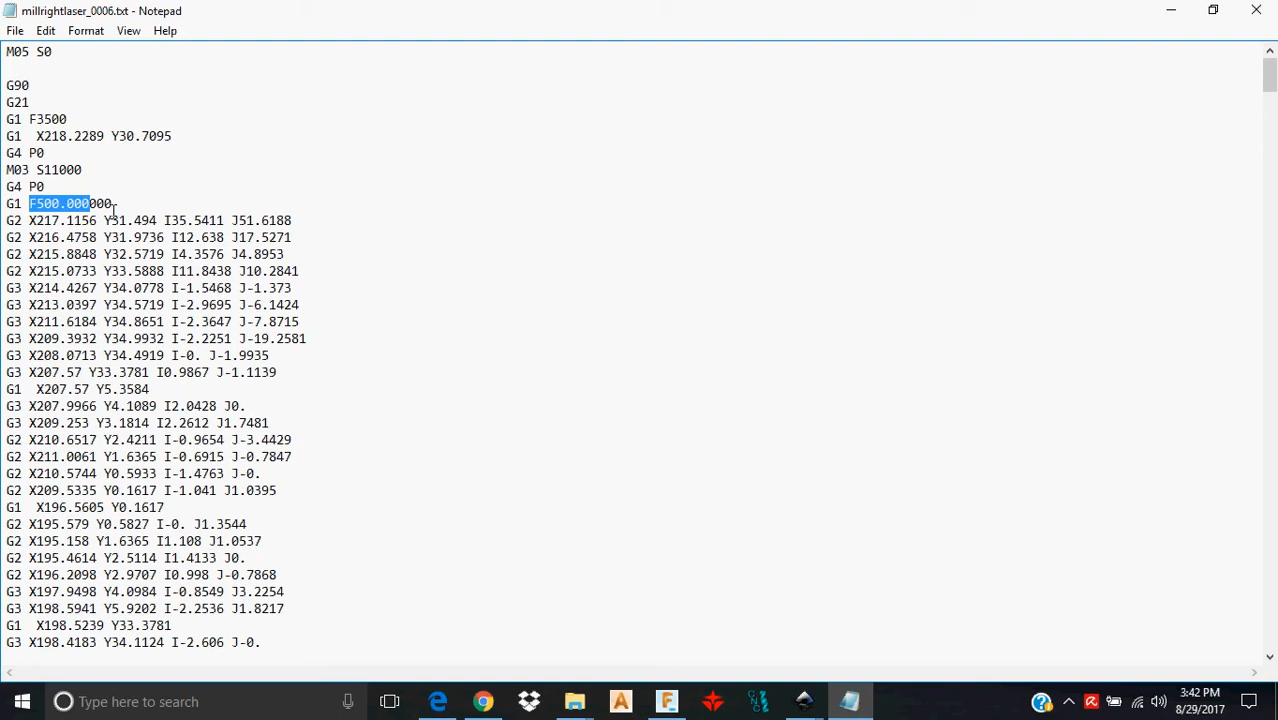 millrightlaser_0006.txt - Notepad
File Edit Format View Help
M05 S0
G90
G21
G1 F3500
G1  X218.2289 Y30.7095
G4 P0
M03 S11000
G4 P0
G1 F500.000000
G2 X217.1156 Y31.494 I35.5411 J51.6188
G2 X216.4758 Y31.9736 I12.638 J17.5271
G2 X215.8848 Y32.5719 I4.3576 J4.8953
G2 X215.0733 Y33.5888 I11.8438 J10.2841
G3 X214.4267 Y34.0778 I-1.5468 J-1.373
G3 X213.0397 Y34.5719 I-2.9695 J-6.1424
G3 X211.6184 Y34.8651 I-2.3647 J-7.8715
G3 X209.3932 Y34.9932 I-2.2251 J-19.2581
G3 X208.0713 Y34.4919 I-0. J-1.9935
G3 X207.57 Y33.3781 I0.9867 J-1.1139
G1  X207.57 Y5.3584
G3 X207.9966 Y4.1089 I2.0428 J0.
G3 X209.253 Y3.1814 I2.2612 J1.7481
G2 X210.6517 Y2.4211 I-0.9654 J-3.4429
G2 X211.0061 Y1.6365 I-0.6915 J-0.7847
G2 X210.5744 Y0.5933 I-1.4763 J-0.
G2 X209.5335 Y0.1617 I-1.041 J1.0395
G1  X196.5605 Y0.1617
G2 X195.579 Y0.5827 I-0. J1.3544
G2 X195.158 Y1.6365 I1.108 J1.0537
G2 X195.4614 Y2.5114 I1.4133 J0.
G2 X196.2098 Y2.9707 I0.998 J-0.7868
G3 X197.9498 Y4.0984 I-0.8549 J3.2254
G3 X198.5941 Y5.9202 I-2.2536 J1.8217
G1  X198.5239 Y33.3781
G3 X198.4183 Y34.1124 I-2.606 J-0.
Type here to search
3:42 PM
8/29/2017